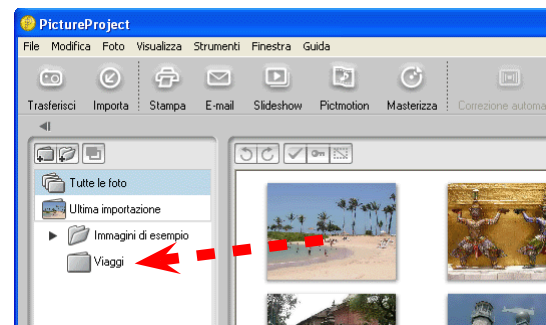 PictureProject
File Modifica Foto Visualizza Strumenti Finestra Guida
Trasferisci Importa Stampa E-mail Slideshow Pictmotion Masterizza Correzione automa
Tutte le foto
Ultima importazione
Immagini di esempio
Viaggi